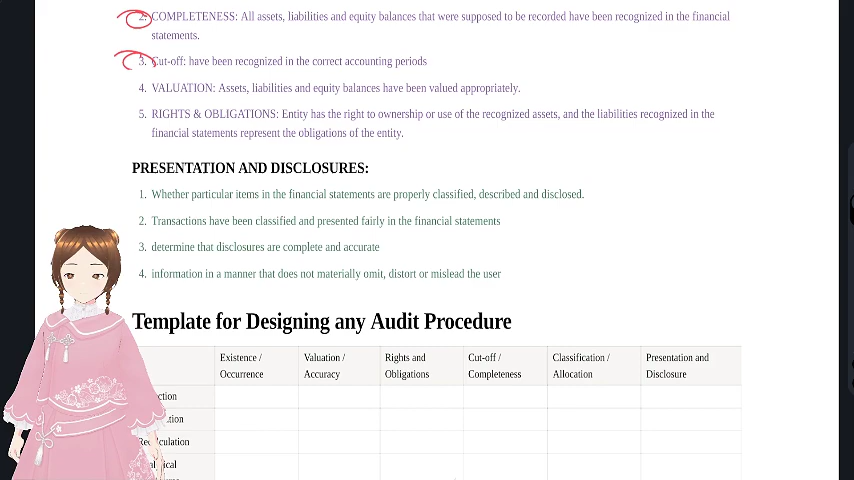 2. COMPLETENESS: All assets, liabilities and equity balances that were supposed to be recorded have been recognized in the financial
statements.
3. Cut-off: have been recognized in the correct accounting periods
4. VALUATION: Assets, liabilities and equity balances have been valued appropriately.
5. RIGHTS & OBLIGATIONS: Entity has the right to ownership or use of the recognized assets, and the liabilities recognized in the
financial statements represent the obligations of the entity.
PRESENTATION AND DISCLOSURES:
1. Whether particular items in the financial statements are properly classified, described and disclosed.
2. Transactions have been classified and presented fairly in the financial statements
3. determine that disclosures are complete and accurate
4. information in a manner that does not materially omit, distort or mislead the user
Template for Designing any Audit Procedure
Existence / Valuation / Rights and Cut-off / Classification / Presentation and
Occurrence Accuracy Obligations Completeness Allocation Disclosure